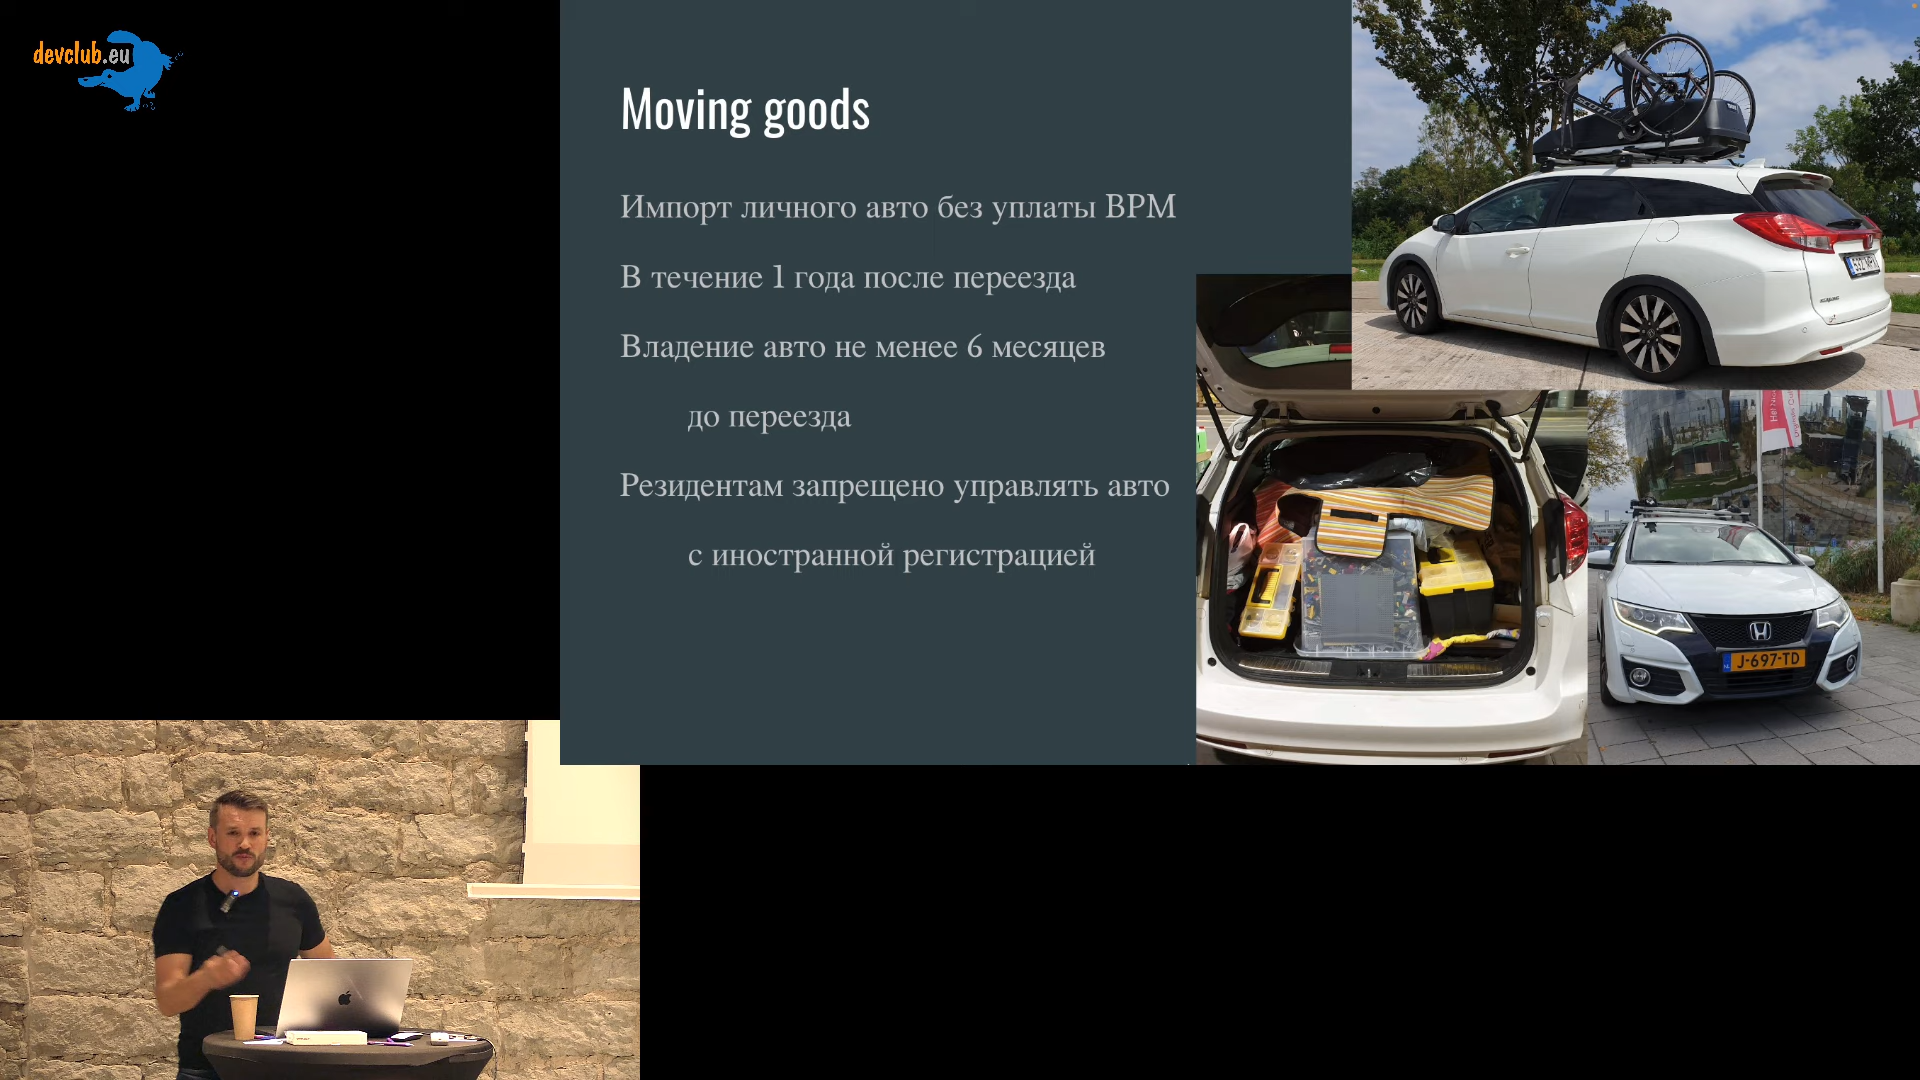 devclub.eu
Moving goods
Импорт личного авто без уплаты BPM
В течение 1 года после переезда
Владение авто не менее 6 месяцев
до переезда
Резидентам запрещено управлять авто
с иностранной регистрацией
SCOTT
J-697-TD